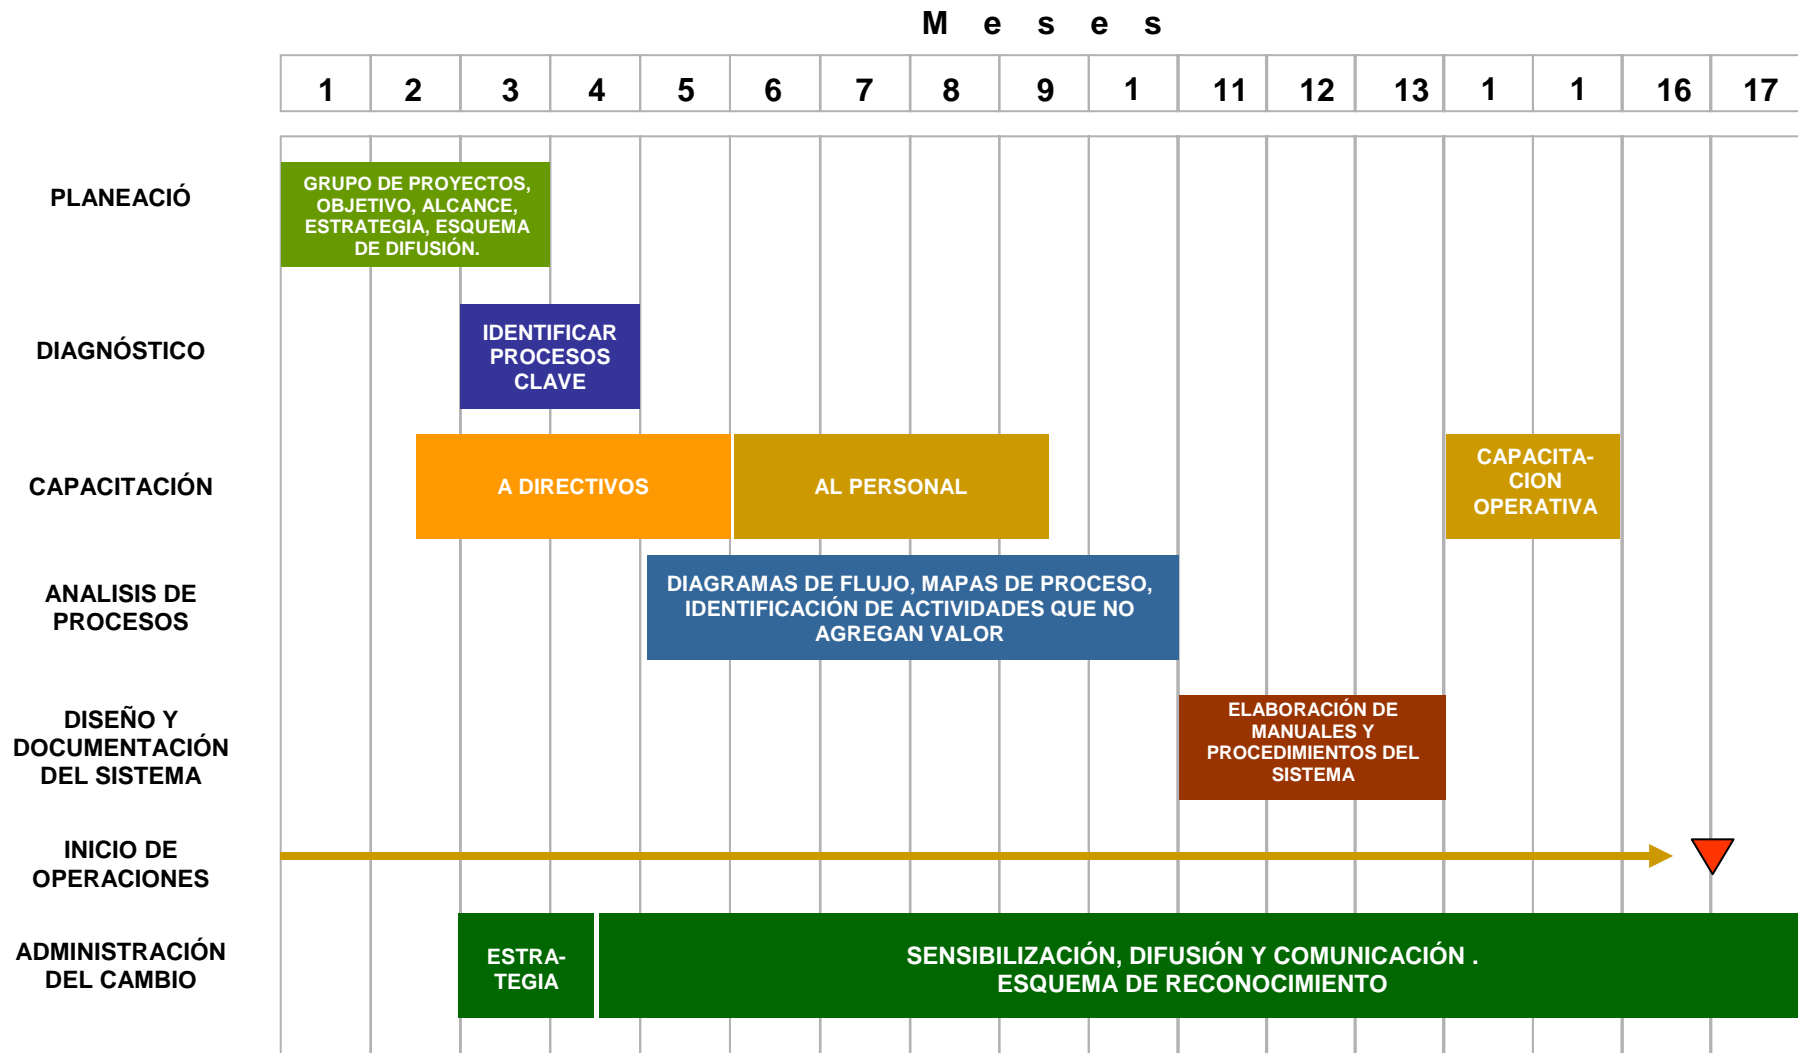 M e s e s
1 2 3 4 5 6 7 8 9 1 11 12 13 1 1 16 17
PLANEACIÓ
GRUPO DE PROYECTOS,
OBJETIVO, ALCANCE,
ESTRATEGIA, ESQUEMA
DE DIFUSIÓN.
DIAGNÓSTICO
IDENTIFICAR
PROCESOS
CLAVE
CAPACITACIÓN
A DIRECTIVOS
AL PERSONAL
CAPACITA-
CION
OPERATIVA
ANALISIS DE
PROCESOS
DIAGRAMAS DE FLUJO, MAPAS DE PROCESO,
IDENTIFICACIÓN DE ACTIVIDADES QUE NO
AGREGAN VALOR
DISEÑO Y
DOCUMENTACIÓN
DEL SISTEMA
ELABORACIÓN DE
MANUALES Y
PROCEDIMIENTOS DEL
SISTEMA
INICIO DE
OPERACIONES
ADMINISTRACIÓN
DEL CAMBIO
ESTRA-
TEGIA
SENSIBILIZACIÓN, DIFUSIÓN Y COMUNICACIÓN .
ESQUEMA DE RECONOCIMIENTO